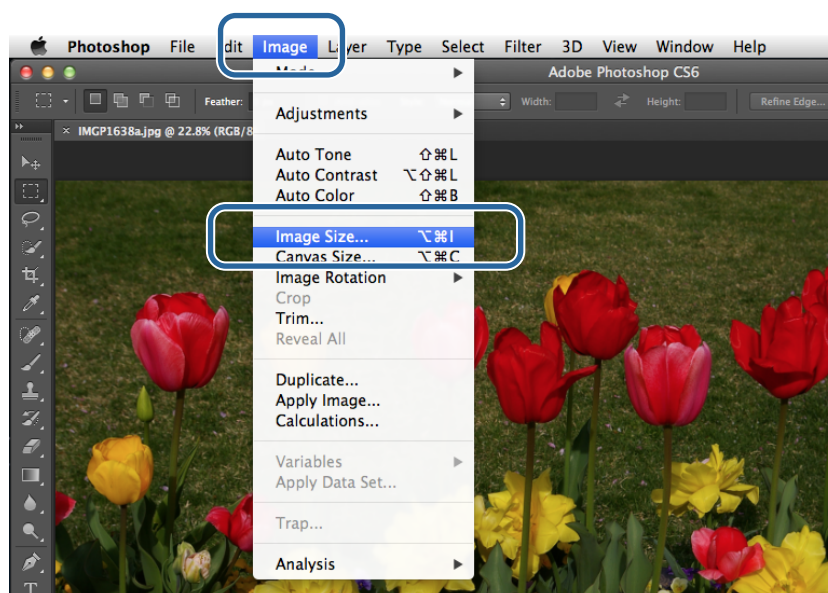 Photoshop File Edit Image Layer Type Select Filter 3D View Window Help
Adobe Photoshop CS6
Feather: Width: Height: Refine Edge...
× IMGP1638a.jpg @ 22.8% (RGB/8
Mode ▶
Adjustments ▶
Auto Tone ⇧⌘L
Auto Contrast ⌥⇧⌘L
Auto Color ⇧⌘B
Image Size... ⌥⌘I
Canvas Size... ⌥⌘C
Image Rotation ▶
Crop
Trim...
Reveal All
Duplicate...
Apply Image...
Calculations...
Variables ▶
Apply Data Set...
Trap...
Analysis ▶
T